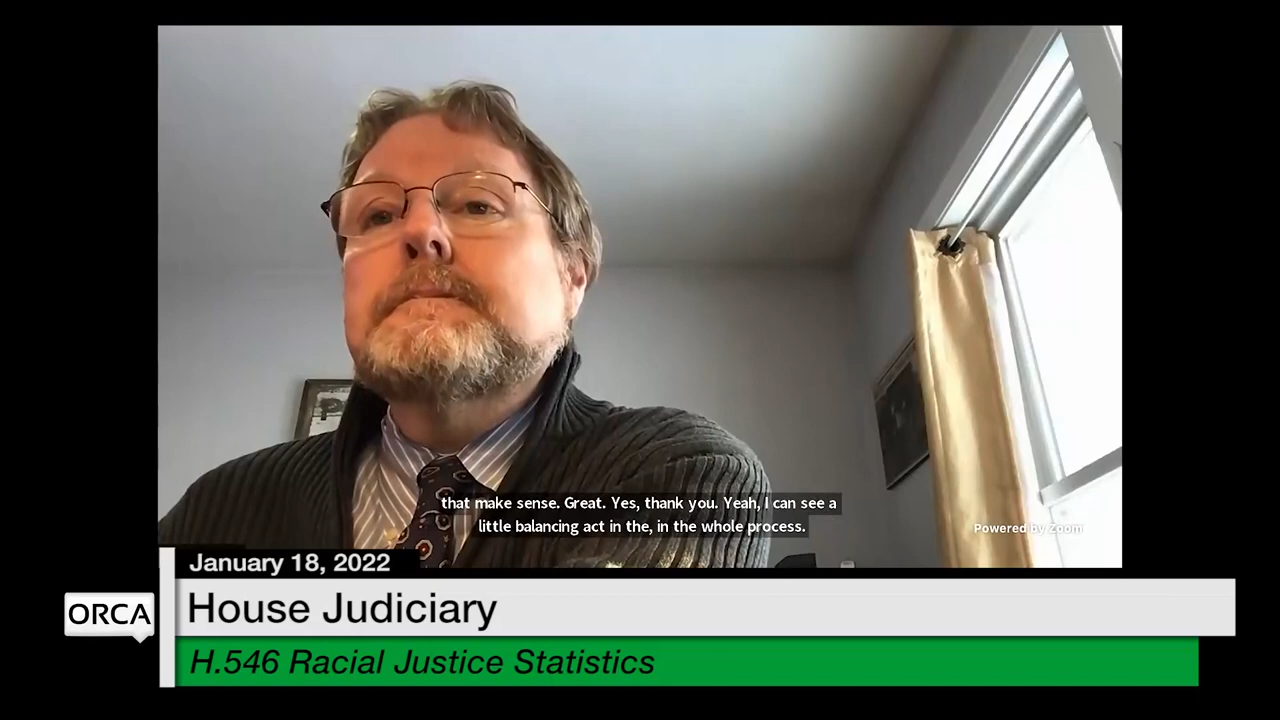 that make sense. Great. Yes, thank you. Yeah, I can see a
little balancing act in the, in the whole process.
Powered by Zoom
January 18, 2022
ORCA
House Judiciary
H.546 Racial Justice Statistics